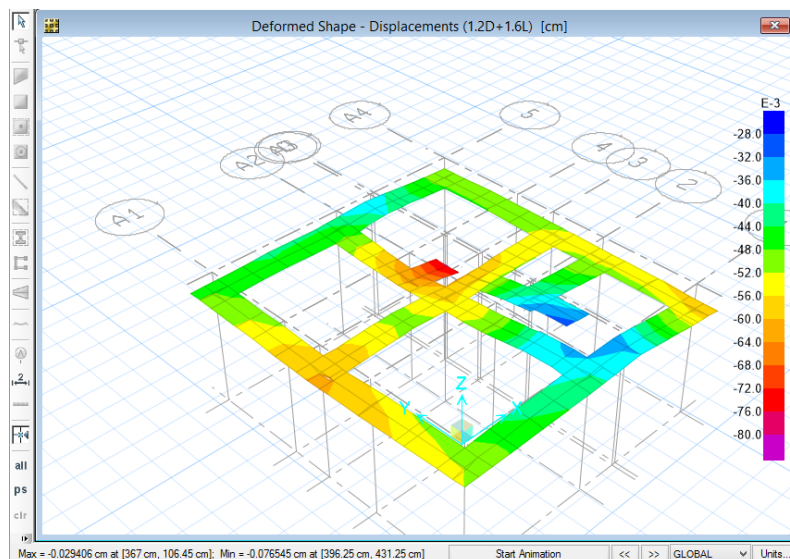 Deformed Shape - Displacements (1.2D+1.6L) [cm]
A4
5
A2
4
3
2
A1
E-3
-28.0
-32.0
-36.0
-40.0
-44.0
-48.0
-52.0
-56.0
-60.0
-64.0
-68.0
-72.0
-76.0
-80.0
Z
Y
X
2
all
ps
clr
Max = -0.029406 cm at [367 cm, 106.45 cm]; Min = -0.076545 cm at [396.25 cm, 431.25 cm]
Start Animation
<<
>>
GLOBAL
Units...